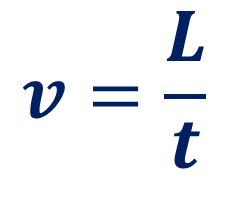 v = L/t